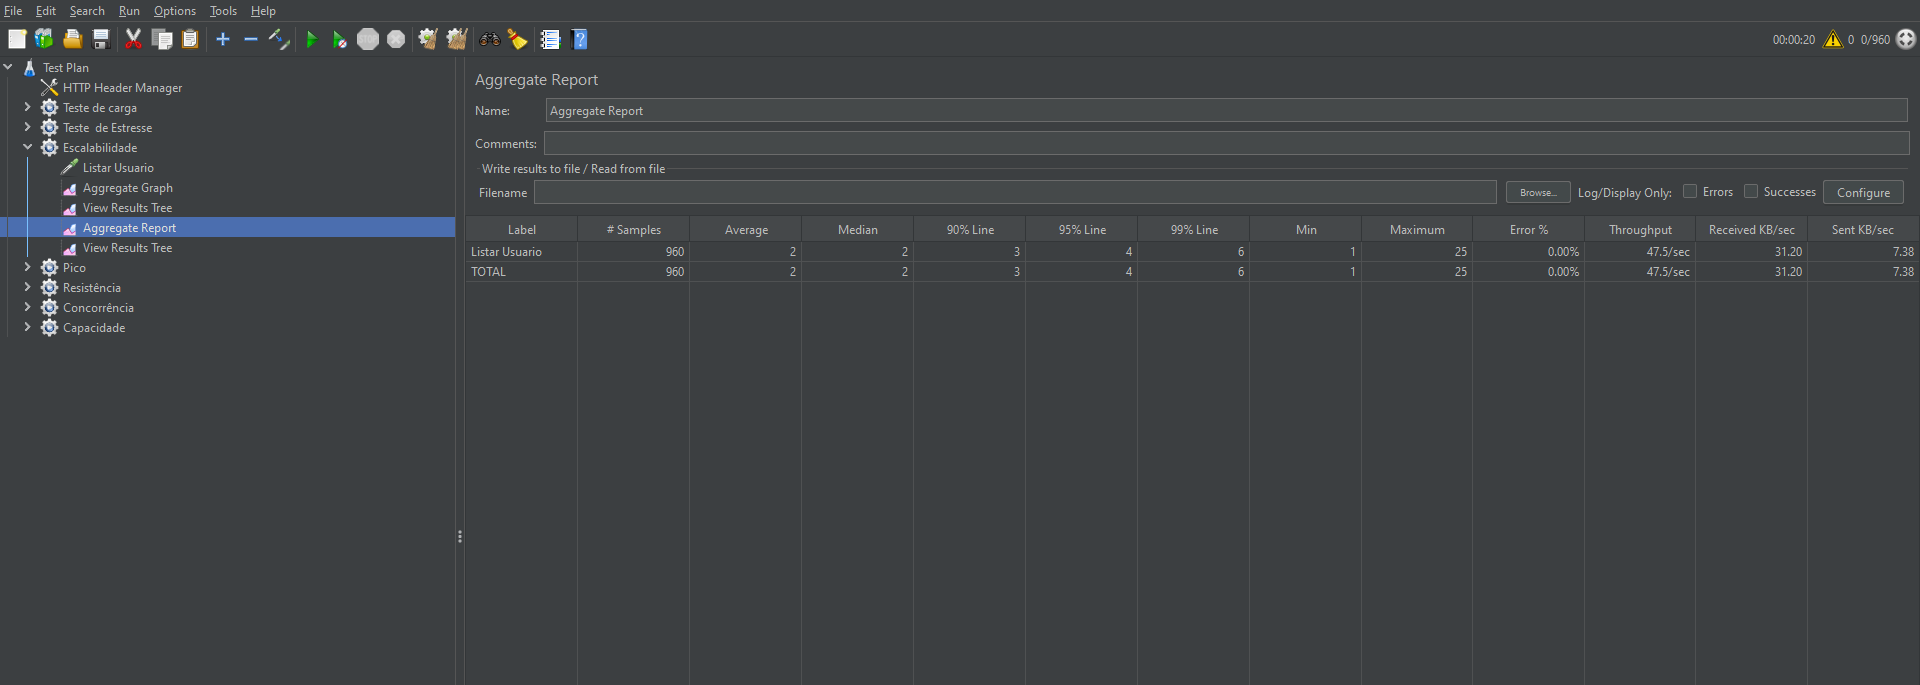 File Edit Search Run Options Tools Help
00:00:20 0 0/960
Test Plan
HTTP Header Manager
Teste de carga
Teste de Estresse
Escalabilidade
Listar Usuario
Aggregate Graph
View Results Tree
Aggregate Report
View Results Tree
Pico
Resistência
Concorrência
Capacidade
Aggregate Report
Name: Aggregate Report
Comments:
Write results to file / Read from file
Filename Browse... Log/Display Only: Errors Successes Configure
Label # Samples Average Median 90% Line 95% Line 99% Line Min Maximum Error % Throughput Received KB/sec Sent KB/sec
Listar Usuario 960 2 2 3 4 6 1 25 0.00% 47.5/sec 31.20 7.38
TOTAL 960 2 2 3 4 6 1 25 0.00% 47.5/sec 31.20 7.38